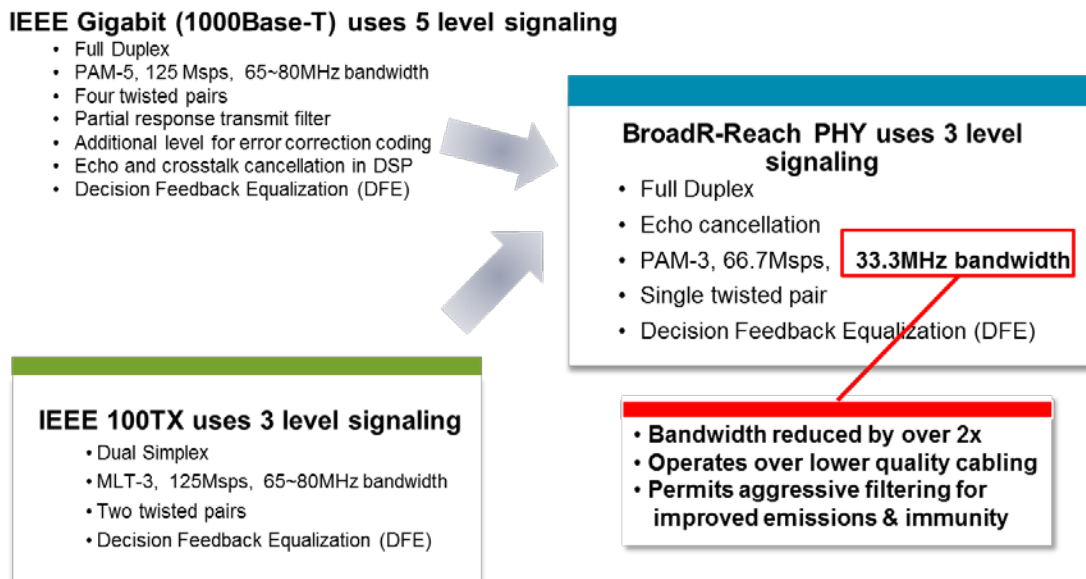 IEEE Gigabit (1000Base-T) uses 5 level signaling
• Full Duplex
• PAM-5, 125 Msps, 65~80MHz bandwidth
• Four twisted pairs
• Partial response transmit filter
• Additional level for error correction coding
• Echo and crosstalk cancellation in DSP
• Decision Feedback Equalization (DFE)
BroadR-Reach PHY uses 3 level
signaling
• Full Duplex
• Echo cancellation
• PAM-3, 66.7Msps, 33.3MHz bandwidth
• Single twisted pair
• Decision Feedback Equalization (DFE)
IEEE 100TX uses 3 level signaling
• Dual Simplex
• MLT-3, 125Msps, 65~80MHz bandwidth
• Two twisted pairs
• Decision Feedback Equalization (DFE)
• Bandwidth reduced by over 2x
• Operates over lower quality cabling
• Permits aggressive filtering for
improved emissions & immunity